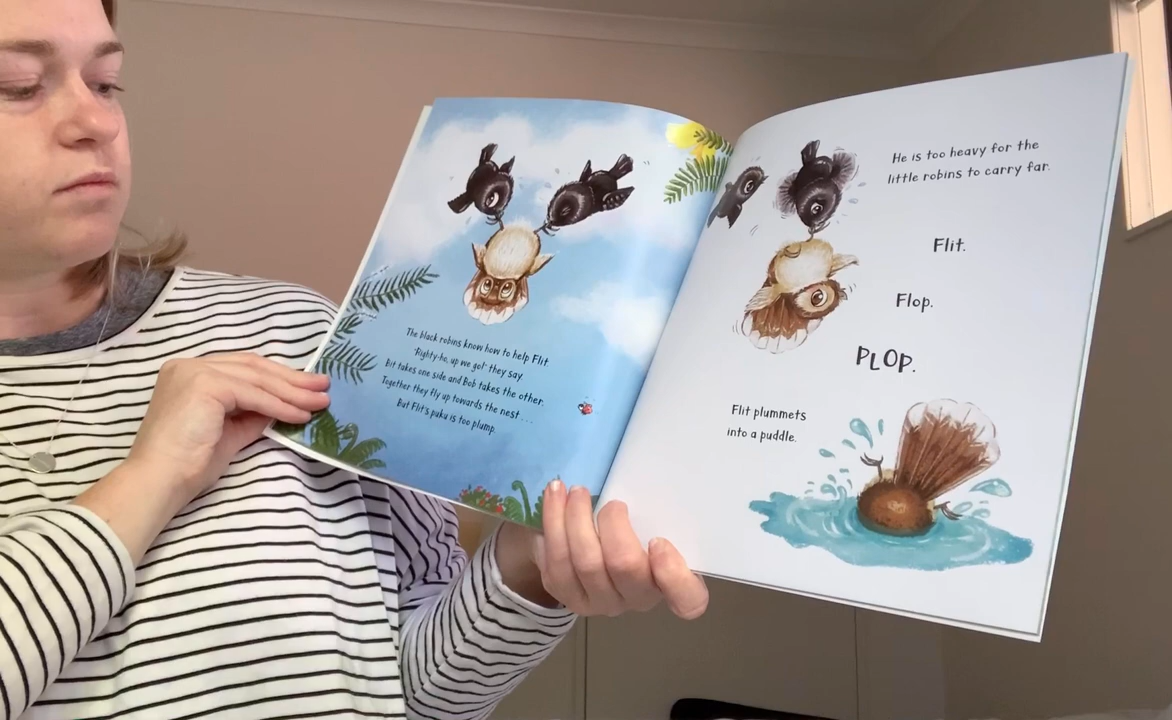 The black robins know how to help Flit.
'Righty-ho, up we go!' they say.
Bit takes one side and Bob takes the other.
Together they fly up towards the nest . . . .
But Flit's puku is too plump.
He is too heavy for the
little robins to carry far.
Flit.
Flop.
PLOP.
Flit plummets
into a puddle.